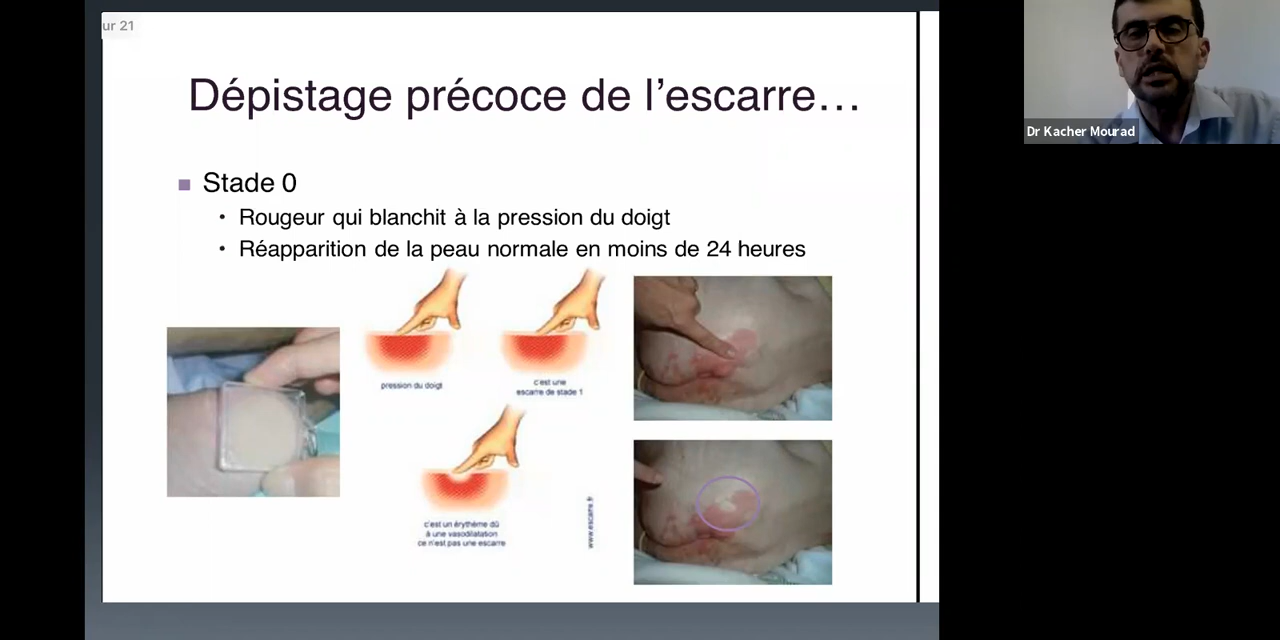 ur 21
Dépistage précoce de l'escarre…
Stade 0
Rougeur qui blanchit à la pression du doigt
Réapparition de la peau normale en moins de 24 heures
pression du doigt
c'est une
escarre de stade 1
c'est un érythème dû
à une vasodilatation
ce n'est pas une escarre
www.escarre.fr
Dr Kacher Mourad